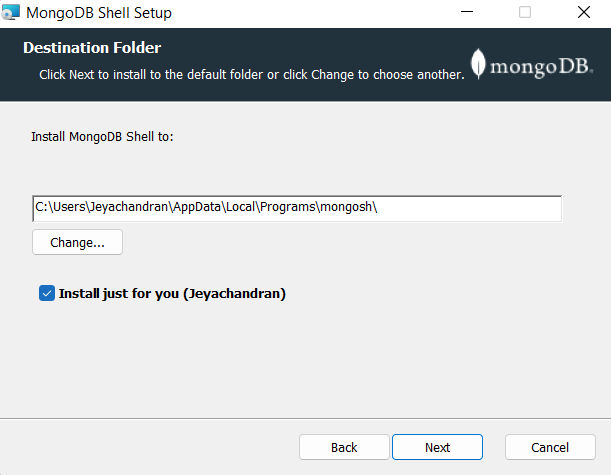 MongoDB Shell Setup
Destination Folder
Click Next to install to the default folder or click Change to choose another.
mongoDB.
Install MongoDB Shell to:
C:\Users\Jeyachandran\AppData\Local\Programs\mongosh\
Change...
Install just for you (Jeyachandran)
Back
Next
Cancel